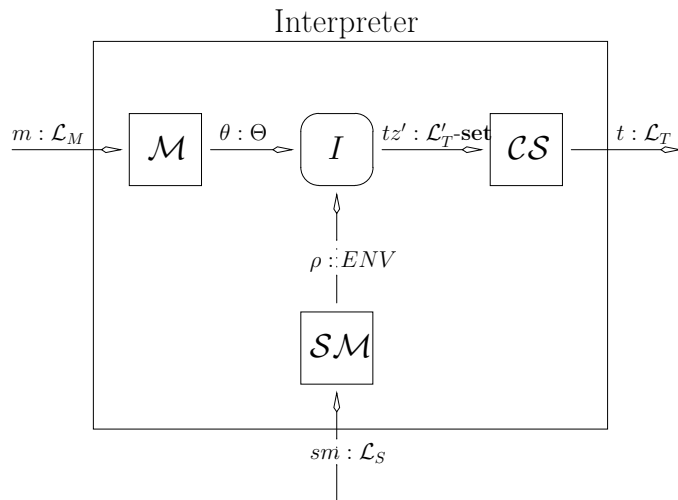 Interpreter
m : ℒ_M
ℳ
θ : Θ
I
tz′ : ℒ′_T-set
𝒞𝒮
t : ℒ_T
ρ : ENV
𝒮ℳ
sm : ℒ_S